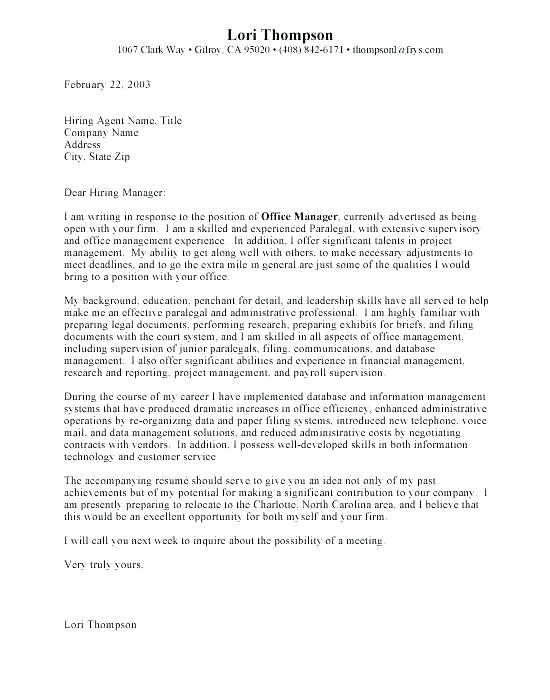 Lori Thompson
1067 Clark Way • Gilroy, CA 95020 • (408) 842-6171 • thompsonl@frys.com
February 22, 2003
Hiring Agent Name, Title
Company Name
Address
City, State Zip
Dear Hiring Manager:
I am writing in response to the position of Office Manager, currently advertised as being
open with your firm. I am a skilled and experienced Paralegal, with extensive supervisory
and office management experience. In addition, I offer significant talents in project
management. My ability to get along well with others, to make necessary adjustments to
meet deadlines, and to go the extra mile in general are just some of the qualities I would
bring to a position with your office.
My background, education, penchant for detail, and leadership skills have all served to help
make me an effective paralegal and administrative professional. I am highly familiar with
preparing legal documents, performing research, preparing exhibits for briefs, and filing
documents with the court system, and I am skilled in all aspects of office management,
including supervision of junior paralegals, filing, communications, and database
management. I also offer significant abilities and experience in financial management,
research and reporting, project management, and payroll supervision.
During the course of my career I have implemented database and information management
systems that have produced dramatic increases in office efficiency, enhanced administrative
operations by re-organizing data and paper filing systems, introduced new telephone, voice
mail, and data management solutions, and reduced administrative costs by negotiating
contracts with vendors. In addition, I possess well-developed skills in both information
technology and customer service
The accompanying resumé should serve to give you an idea not only of my past
achievements but of my potential for making a significant contribution to your company. I
am presently preparing to relocate to the Charlotte, North Carolina area, and I believe that
this would be an excellent opportunity for both myself and your firm.
I will call you next week to inquire about the possibility of a meeting.
Very truly yours,
Lori Thompson